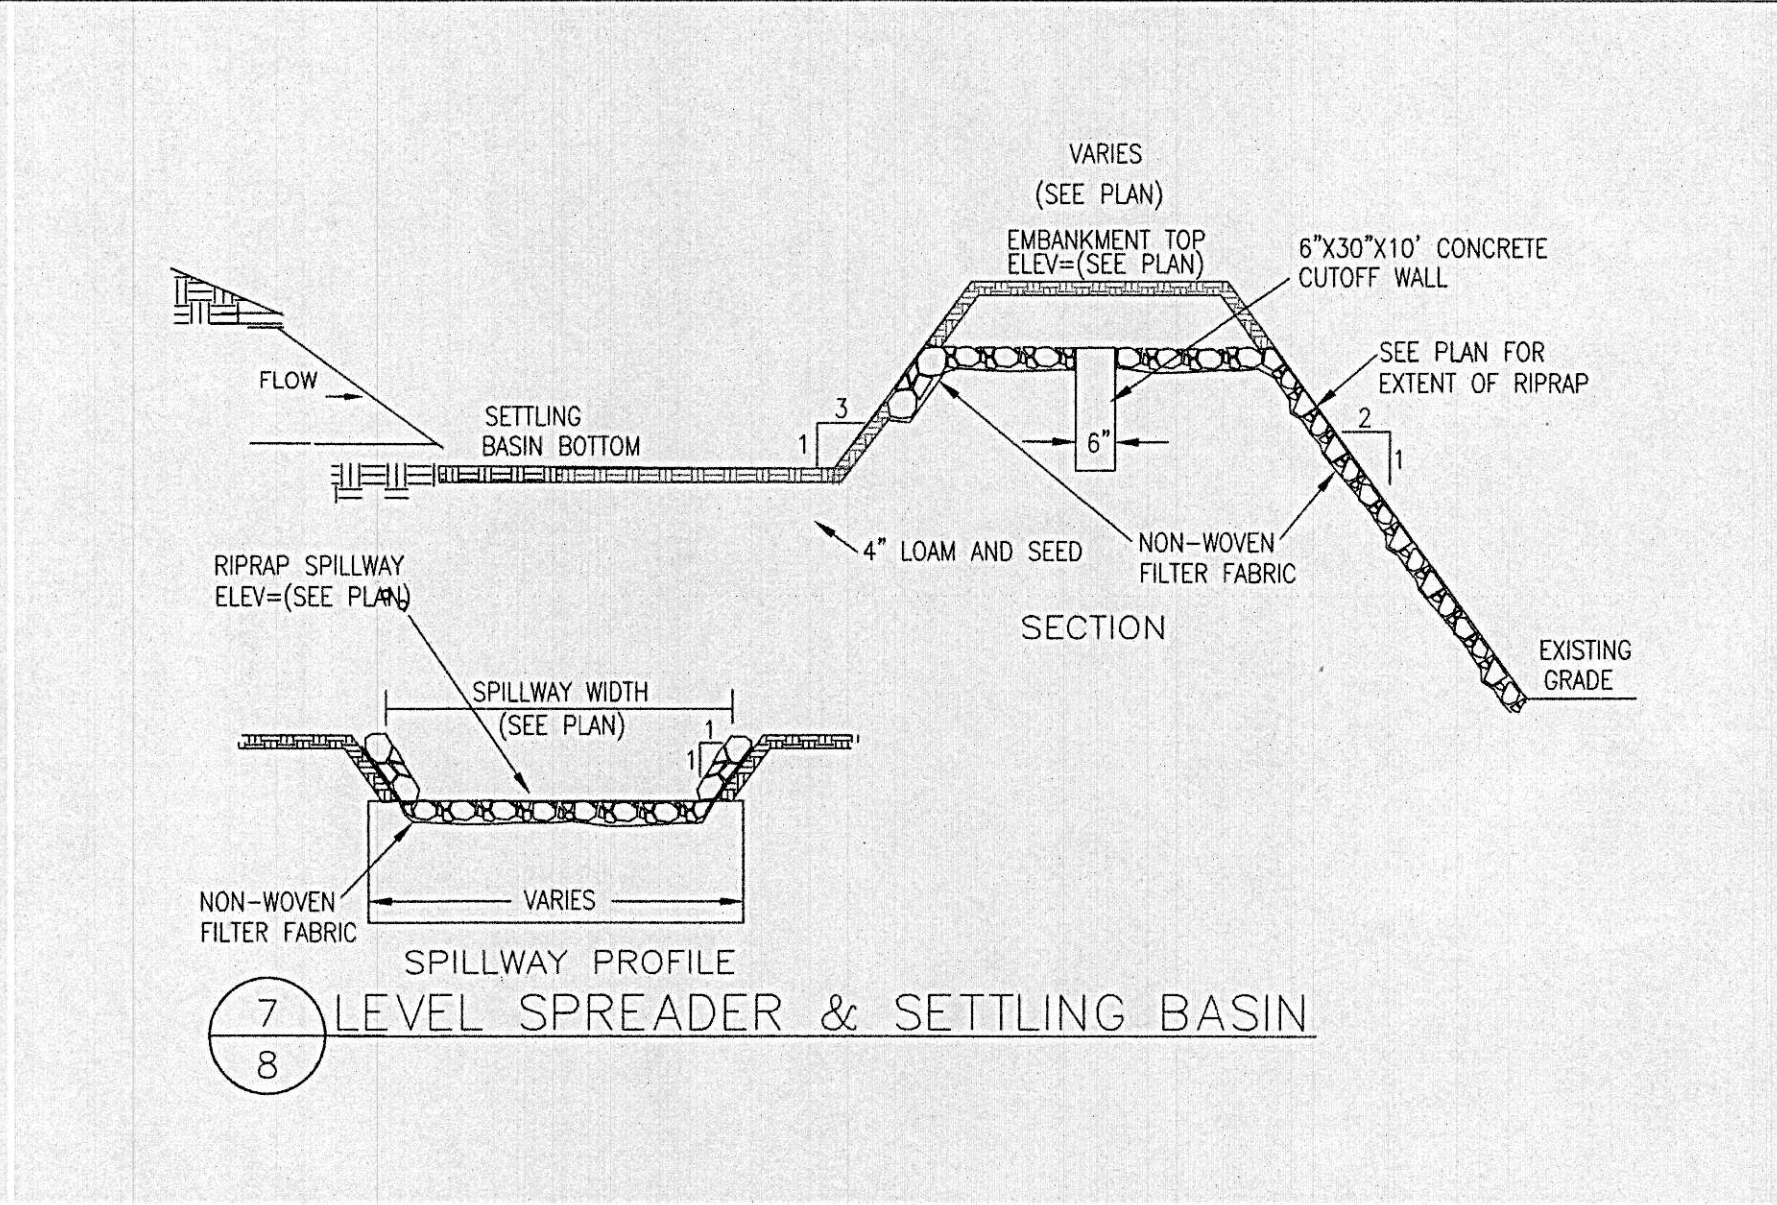 VARIES
(SEE PLAN)
EMBANKMENT TOP
ELEV=(SEE PLAN)
6"X30"X10' CONCRETE
CUTOFF WALL
SEE PLAN FOR
EXTENT OF RIPRAP
FLOW
SETTLING
BASIN BOTTOM
3
1
6"
2
1
4" LOAM AND SEED
NON-WOVEN
FILTER FABRIC
SECTION
EXISTING
GRADE
RIPRAP SPILLWAY
ELEV=(SEE PLAN)
SPILLWAY WIDTH
(SEE PLAN)
1
1
NON-WOVEN
FILTER FABRIC
VARIES
SPILLWAY PROFILE
7
8
LEVEL SPREADER & SETTLING BASIN